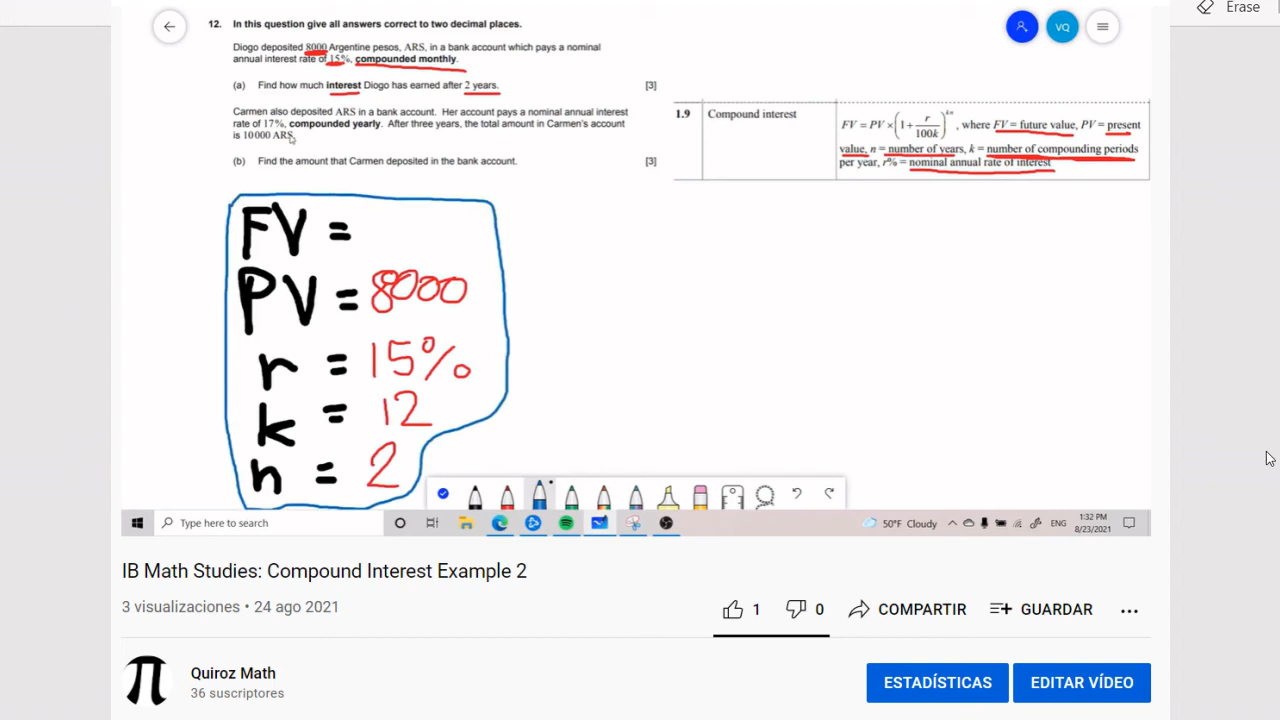 Erase
12. In this question give all answers correct to two decimal places.
VQ
Diogo deposited 8000 Argentine pesos, ARS, in a bank account which pays a nominal
annual interest rate of 15%, compounded monthly.
(a) Find how much interest Diogo has earned after 2 years. [3]
Carmen also deposited ARS in a bank account. Her account pays a nominal annual interest
rate of 17%, compounded yearly. After three years, the total amount in Carmen's account
is 10000 ARS.
(b) Find the amount that Carmen deposited in the bank account. [3]
1.9 Compound interest
FV = PV × (1 + r/100k)^kn, where FV = future value, PV = present
value, n = number of years, k = number of compounding periods
per year, r% = nominal annual rate of interest
FV =
PV = 8000
r = 15%
k = 12
n = 2
Type here to search
50°F Cloudy
ENG
1:32 PM
8/23/2021
IB Math Studies: Compound Interest Example 2
3 visualizaciones • 24 ago 2021
1
0
COMPARTIR
GUARDAR
Quiroz Math
36 suscriptores
ESTADÍSTICAS
EDITAR VÍDEO